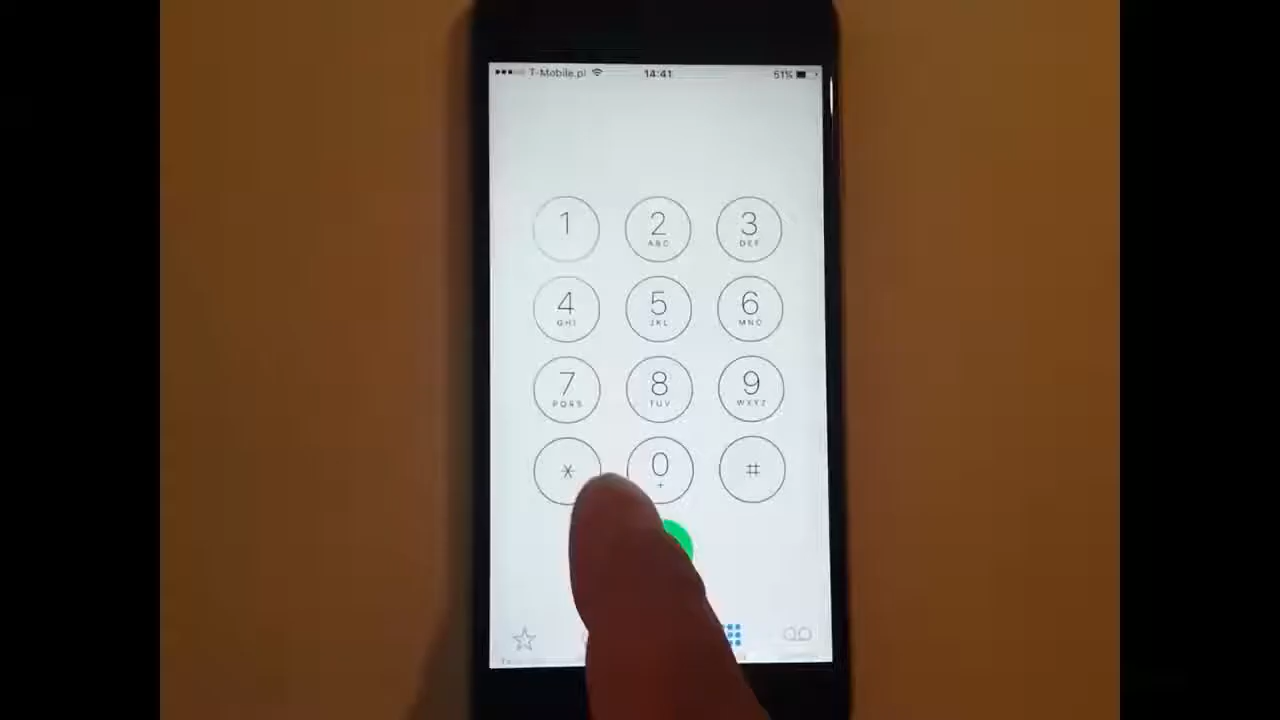 T-Mobile.pl 14:41 51%
1 2 3
ABC DEF
4 5 6
GHI JKL MNO
7 8 9
PQRS TUV WXYZ
* 0 #
+